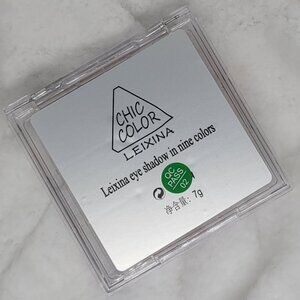 CHIC
COLOR
LEIXINA
Leixina eye shadow in nine colors
QC
PASS
02
净含量: 7g